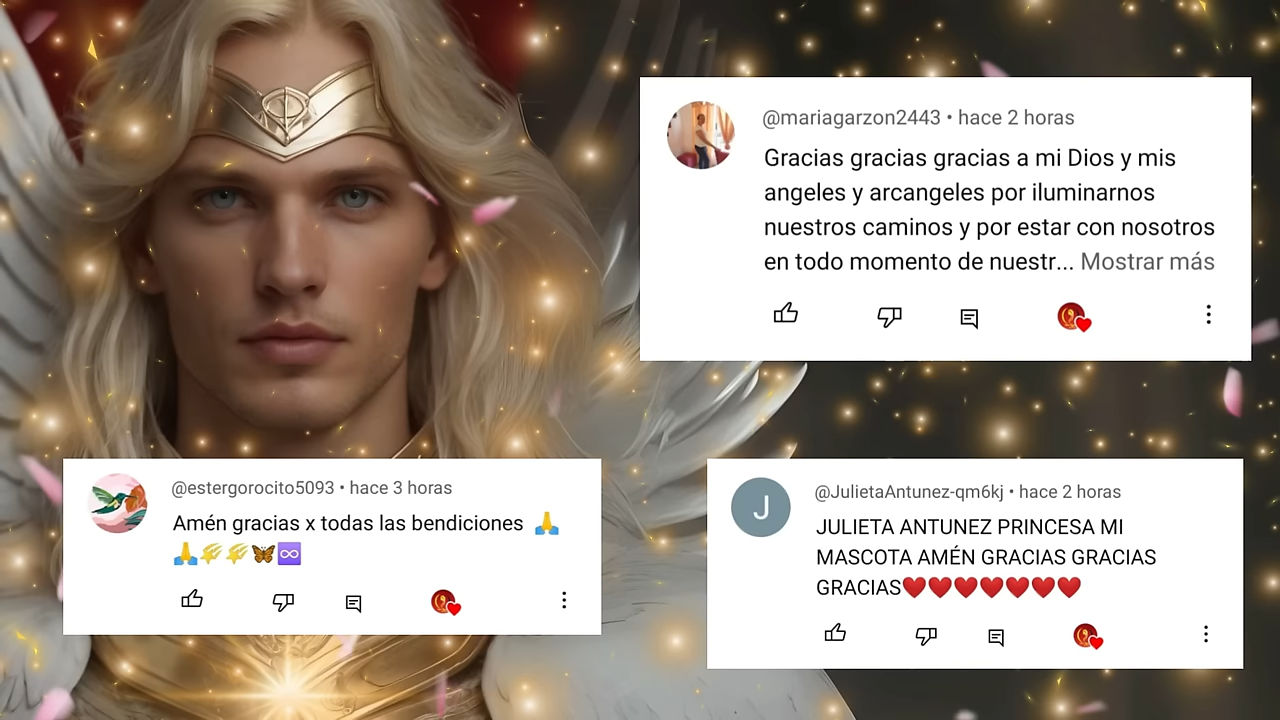 @mariagarzon2443 • hace 2 horas
Gracias gracias gracias a mi Dios y mis
angeles y arcangeles por iluminarnos
nuestros caminos y por estar con nosotros
en todo momento de nuestr... Mostrar más
@estergorocito5093 • hace 3 horas
Amén gracias x todas las bendiciones 🙏
🙏🌠🌠🦋♾️
@JulietaAntunez-qm6kj • hace 2 horas
J
JULIETA ANTUNEZ PRINCESA MI
MASCOTA AMÉN GRACIAS GRACIAS
GRACIAS❤️❤️❤️❤️❤️❤️❤️